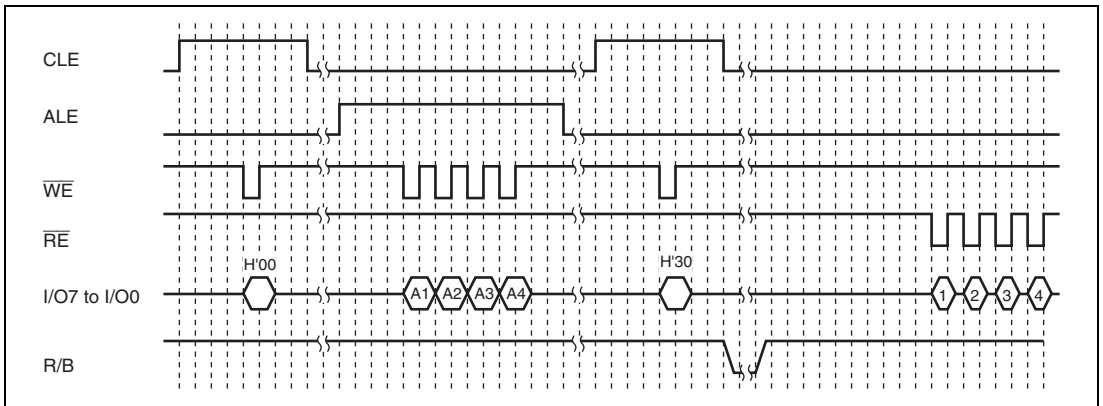 CLE
ALE
WE
RE
H'00
H'30
I/O7 to I/O0
A1 A2 A3 A4
1 2 3 4
R/B